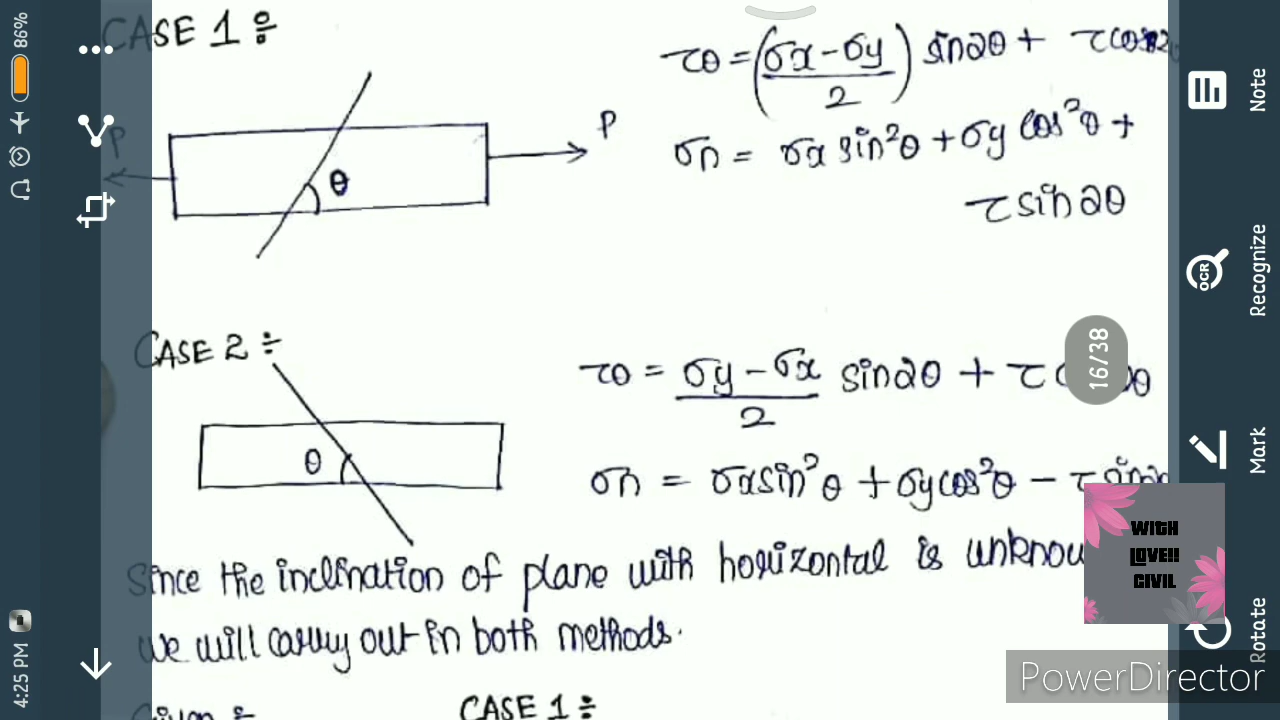 CASE 1 ÷
τθ = (σx - σy / 2) sin2θ +
σn = σx sin²θ + σy cos²θ +
τ sin2θ
P
P
θ
CASE 2 ÷
τθ = σy - σx / 2 sin2θ + τ
σn = σx sin²θ + σy cos²θ - τ
θ
Since the inclination of plane with horizontal is
we will carry out in both methods.
CASE 1 ÷
86%
4:25 PM
16/38
Note
OCR
Recognize
Mark
Rotate
WITH
LOVE!!
CIVIL
PowerDirector